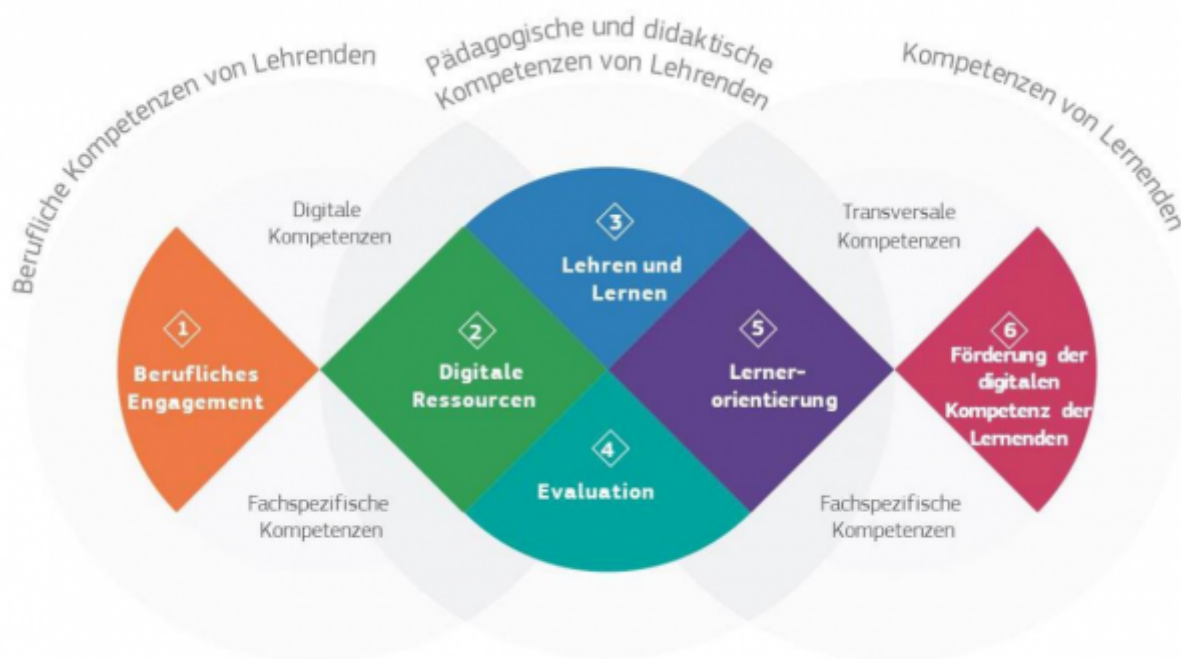 Berufliche Kompetenzen von Lehrenden
Pädagogische und didaktische
Kompetenzen von Lehrenden
Kompetenzen von Lernenden
Digitale
Kompetenzen
Transversale
Kompetenzen
1
Berufliches
Engagement
2
Digitale
Ressourcen
3
Lehren und
Lernen
4
Evaluation
5
Lerner-
orientierung
6
Förderung der
digitalen
Kompetenz der
Lernenden
Fachspezifische
Kompetenzen
Fachspezifische
Kompetenzen